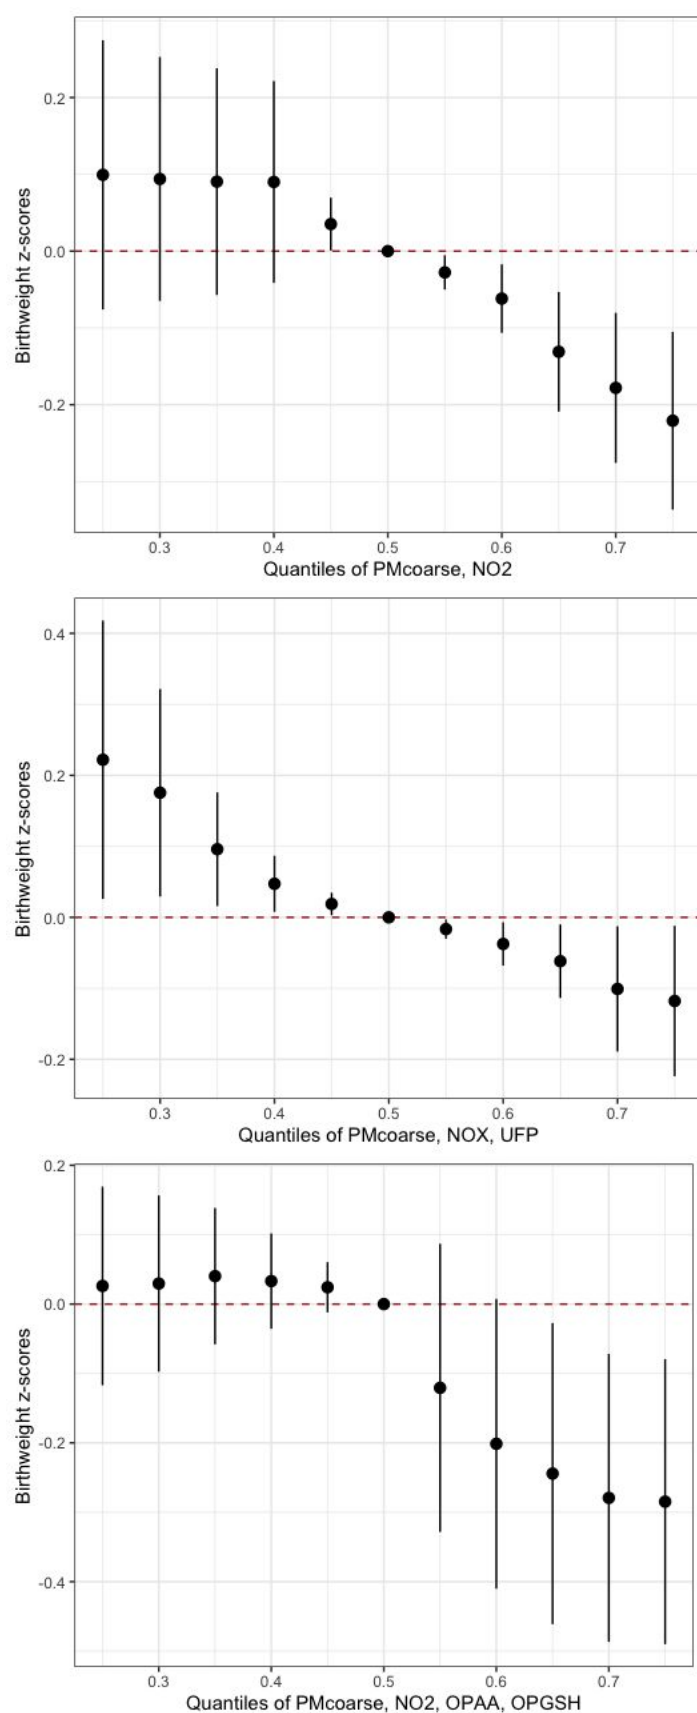 0.2
0.0
-0.2
Birthweight z-scores
0.3 0.4 0.5 0.6 0.7
Quantiles of PMcoarse, NO2
0.4
0.2
0.0
-0.2
Birthweight z-scores
0.3 0.4 0.5 0.6 0.7
Quantiles of PMcoarse, NOX, UFP
0.2
0.0
-0.2
-0.4
Birthweight z-scores
0.3 0.4 0.5 0.6 0.7
Quantiles of PMcoarse, NO2, OPAA, OPGSH